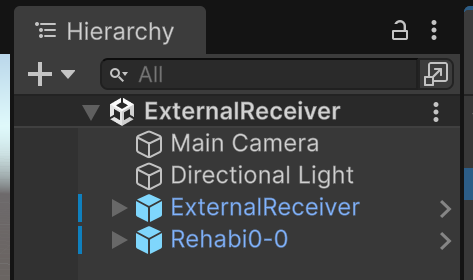 Hierarchy
All
ExternalReceiver
Main Camera
Directional Light
ExternalReceiver
Rehabi0-0